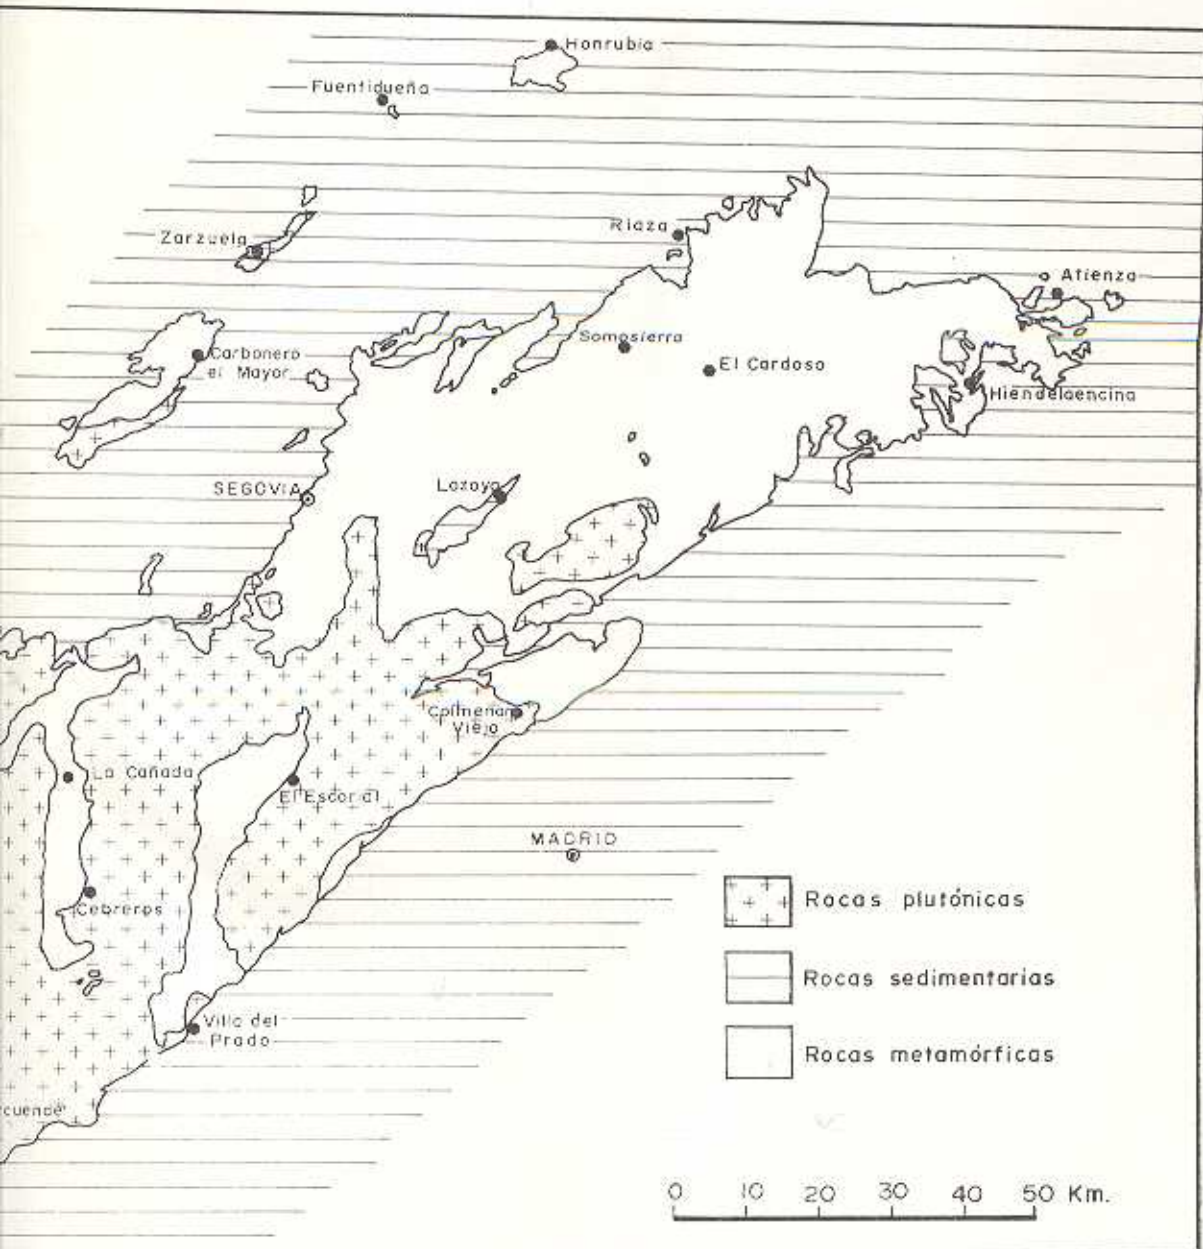 Honrubia
Fuentidueña
Riaza
Zarzuela
Atienza
Somosierra
Carbonero
el Mayor
El Cardoso
Hiendelaencina
SEGOVIA
Lozoya
Colmenar
Viejo
La Cañada
El Escorial
MADRID
Cebreros
Rocas plutónicas
Rocas sedimentarias
Villa del
Prado
Rocas metamórficas
cuende
0 10 20 30 40 50 Km.